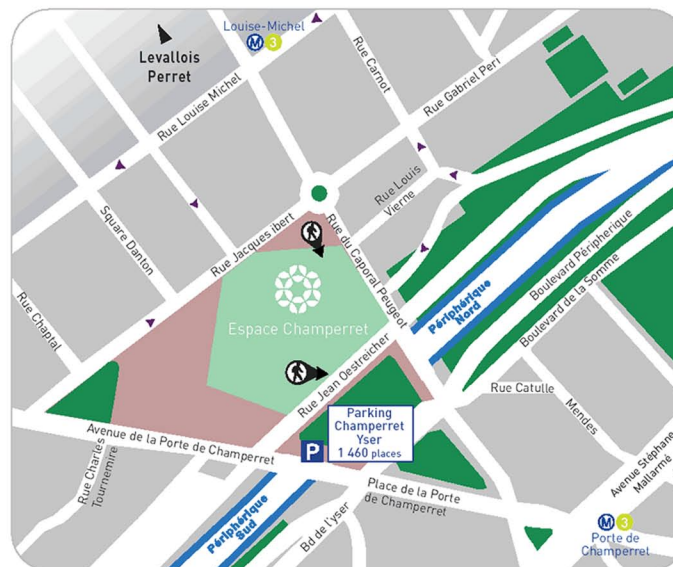 Louise-Michel
M 3
Levallois
Perret
Rue Carnot
Rue Gabriel Peri
Rue Louise Michel
Rue Louis
Vierne
Square Danton
Rue Jacques ibert
Rue du Caporal Peugeot
Rue Chaptal
Espace Champerret
Périphérique
Nord
Boulevard Péripherique
Boulevard de la Somme
Rue Jean Oestreicher
Rue Catulle
Mendes
Parking
Champerret
Yser
1 460 places
P
Avenue de la Porte de Champerret
Rue Charles
Tournemire
Place de la Porte
de Champerret
Avenue Stéphane
Mallarmé
Périphérique
Sud
Bd de l'yser
M 3
Porte de
Champerret